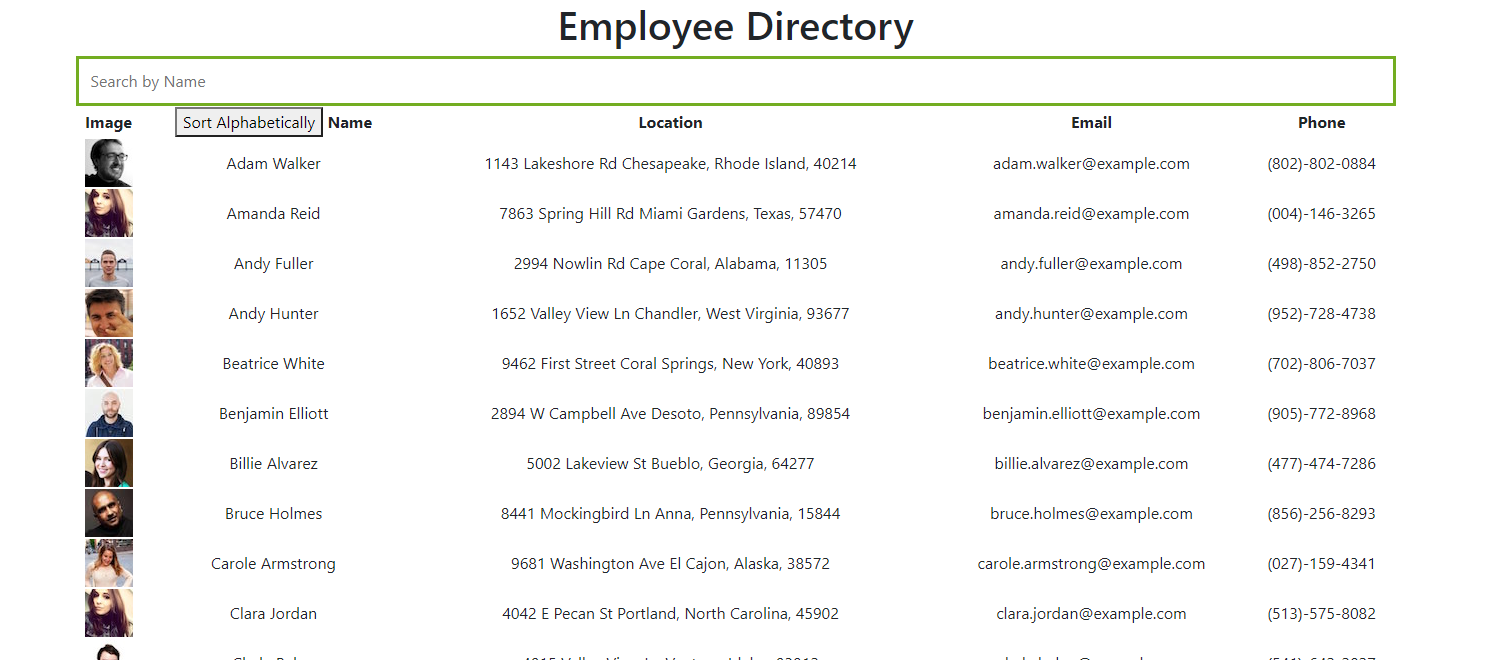 Employee Directory
Search by Name
Image Sort Alphabetically Name Location Email Phone
Adam Walker 1143 Lakeshore Rd Chesapeake, Rhode Island, 40214 adam.walker@example.com (802)-802-0884
Amanda Reid 7863 Spring Hill Rd Miami Gardens, Texas, 57470 amanda.reid@example.com (004)-146-3265
Andy Fuller 2994 Nowlin Rd Cape Coral, Alabama, 11305 andy.fuller@example.com (498)-852-2750
Andy Hunter 1652 Valley View Ln Chandler, West Virginia, 93677 andy.hunter@example.com (952)-728-4738
Beatrice White 9462 First Street Coral Springs, New York, 40893 beatrice.white@example.com (702)-806-7037
Benjamin Elliott 2894 W Campbell Ave Desoto, Pennsylvania, 89854 benjamin.elliott@example.com (905)-772-8968
Billie Alvarez 5002 Lakeview St Bueblo, Georgia, 64277 billie.alvarez@example.com (477)-474-7286
Bruce Holmes 8441 Mockingbird Ln Anna, Pennsylvania, 15844 bruce.holmes@example.com (856)-256-8293
Carole Armstrong 9681 Washington Ave El Cajon, Alaska, 38572 carole.armstrong@example.com (027)-159-4341
Clara Jordan 4042 E Pecan St Portland, North Carolina, 45902 clara.jordan@example.com (513)-575-8082